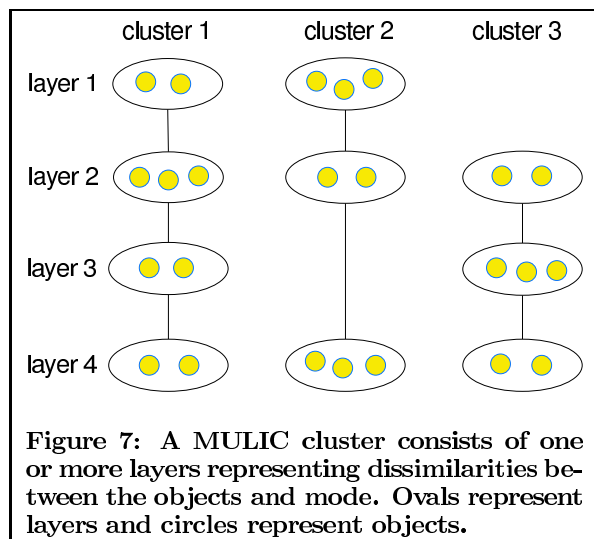 cluster 1 cluster 2 cluster 3
layer 1
layer 2
layer 3
layer 4
Figure 7: A MULIC cluster consists of one
or more layers representing dissimilarities be-
tween the objects and mode. Ovals represent
layers and circles represent objects.